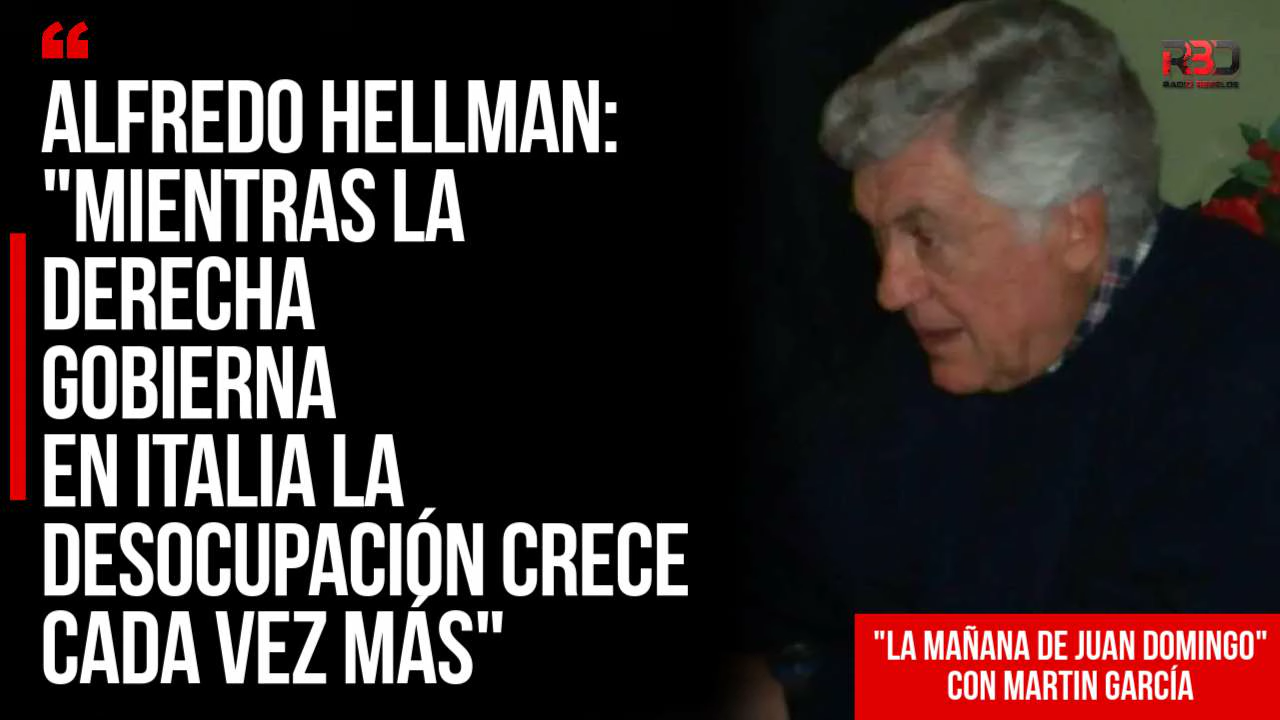 “
ALFREDO HELLMAN:
"MIENTRAS LA
DERECHA
GOBIERNA
EN ITALIA LA
DESOCUPACIÓN CRECE
CADA VEZ MÁS"
RBD
"LA MAÑANA DE JUAN DOMINGO"
CON MARTIN GARCÍA